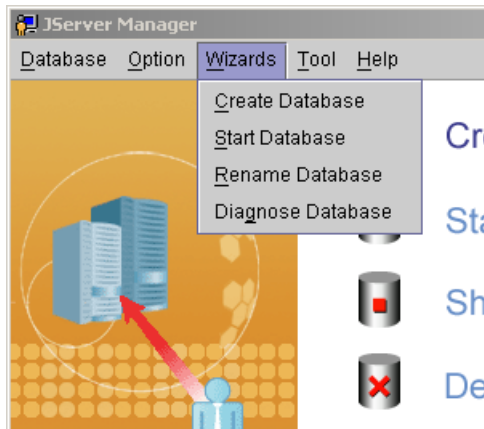 JServer Manager
Database Option Wizards Tool Help
Create Database
Start Database
Rename Database
Diagnose Database